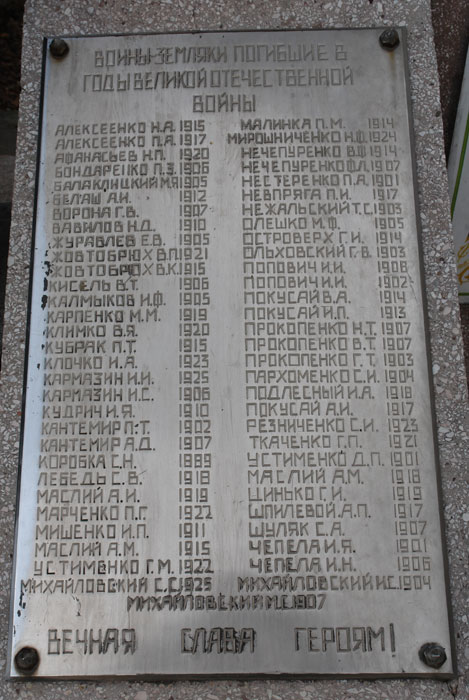 ВОИНЫ-ЗЕМЛЯКИ ПОГИБШИЕ В
ГОДЫ ВЕЛИКОЙ ОТЕЧЕСТВЕННОЙ
ВОЙНЫ
АЛЕКСЕЕНКО Н.А. 1915
АЛЕКСЕЕНКО П.А. 1917
АФАНАСЬЕВ Н.П. 1920
БОНДАРЕНКО П.З. 1906
БАЛАКЛИЦКИЙ М.Я 1905
БЕЛАШ А.И. 1912
ВОРОНА Г.В. 1907
ВАВИЛОВ Н.Д. 1910
ЖУРАВЛЕВ Е.В. 1905
ЖОВТОБРЮХ В.П. 1921
ЖОВТОБРЮХ В.К. 1915
КИСЕЛЬ В.Т. 1906
КАЛМЫКОВ И.Ф. 1905
КАРПЕНКО М.М. 1919
КЛИМКО В.Я. 1920
КУБРАК П.Т. 1915
КЛОЧКО И.А. 1923
КАРМАЗИН И.И. 1925
КАРМАЗИН И.С. 1906
КУДРИЧ И.Я. 1910
КАНТЕМИР П.Т. 1902
КАНТЕМИР А.Д. 1907
КОРОБКА С.Н. 1889
ЛЕБЕДЬ С.В. 1918
МАСЛИЙ А.И. 1919
МАРЧЕНКО П.Г. 1922
МИШЕНКО И.П. 1911
МАСЛИЙ А.М. 1915
УСТИМЕНКО Г.М. 1922
МИХАЙЛОВСКИЙ С.С. 1925
МАЛИНКА П.М. 1914
МИРОШНИЧЕНКО Н.Ф. 1924
НЕЧЕПУРЕНКО В.Ф 1914
НЕЧЕПУРЕНКО Ф.Л 1907
НЕСТЕРЕНКО П.А. 1901
НЕВПРЯГА П.И. 1917
НЕЖАЛЬСКИЙ Т.С. 1903
ОЛЕШКО М.Ф. 1905
ОСТРОВЕРХ Г.И. 1914
ОЛЬХОВСКИЙ Г.В. 1903
ПОПОВИЧ И.И. 1908
ПОПОВИЧ И.И. 1902
ПОКУСАЙ В.А. 1914
ПОКУСАЙ И.П. 1913
ПРОКОПЕНКО Н.Т. 1907
ПРОКОПЕНКО В.Т. 1907
ПРОКОПЕНКО Г.Т. 1903
ПАРХОМЕНКО С.И. 1904
ПОДЛЕСНЫЙ И.А. 1918
ПОКУСАЙ А.И. 1917
РЕЗНИЧЕНКО С.И. 1923
ТКАЧЕНКО Г.П. 1921
УСТИМЕНКО Д.П. 1901
МАСЛИЙ А.М. 1918
ЦИНЬКО Г.И. 1919
ШПИЛЕВОЙ А.П. 1917
ШУЛЯК С.А. 1907
ЧЕПЕЛА И.Я. 1901
ЧЕПЕЛА И.Н. 1906
МИХАЙЛОВСКИЙ И.С. 1904
МИХАЙЛОВСКИЙ М.Е. 1907
ВЕЧНАЯ СЛАВА ГЕРОЯМ!